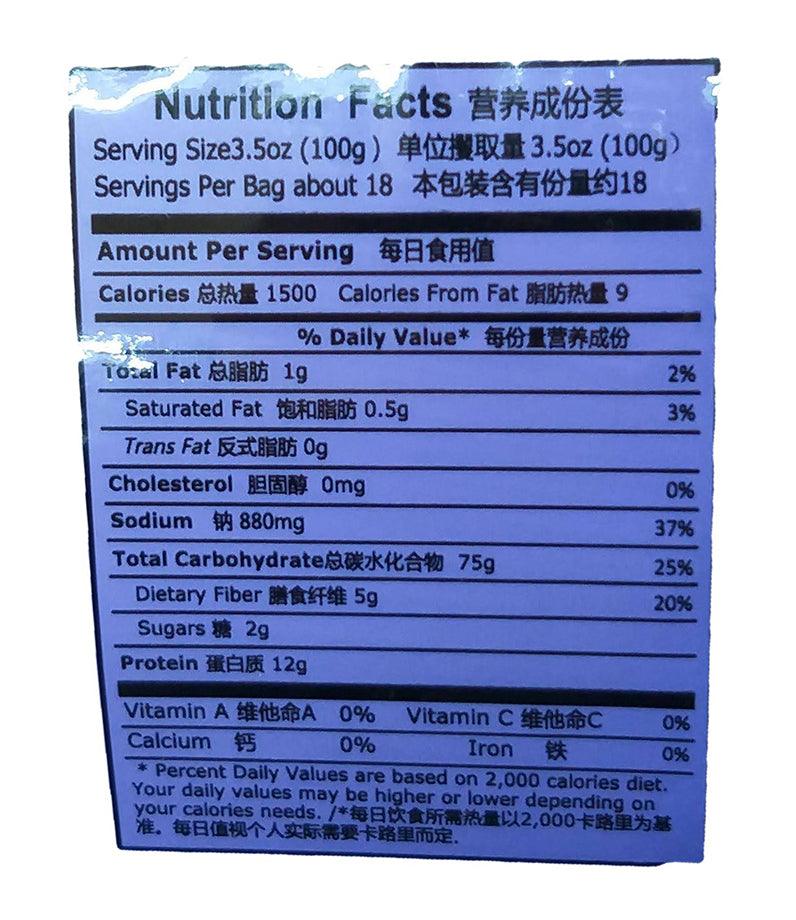 Nutrition Facts 营养成份表
Serving Size3.5oz (100g) 单位攫取量 3.5oz (100g)
Servings Per Bag about 18 本包装含有份量约18
Amount Per Serving 每日食用值
Calories 总热量 1500 Calories From Fat 脂肪热量 9
% Daily Value* 每份量营养成份
Total Fat 总脂肪 1g 2%
Saturated Fat 饱和脂肪 0.5g 3%
Trans Fat 反式脂肪 0g
Cholesterol 胆固醇 0mg 0%
Sodium 钠 880mg 37%
Total Carbohydrate总碳水化合物 75g 25%
Dietary Fiber 膳食纤维 5g 20%
Sugars 糖 2g
Protein 蛋白质 12g
Vitamin A 维他命A 0% Vitamin C 维他命C 0%
Calcium 钙 0% Iron 铁 0%
* Percent Daily Values are based on 2,000 calories diet.
Your daily values may be higher or lower depending on
your calories needs. /*每日饮食所需热量以2,000卡路里为基
准。每日值视个人实际需要卡路里而定.